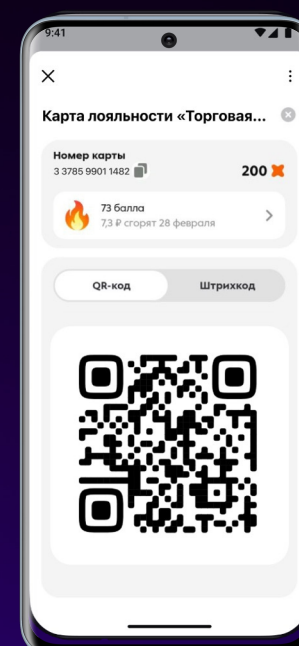 9:41
Карта лояльности «Торговая...
Номер карты
3 3785 9901 1482
200
73 балла
7,3 ₽ сгорят 28 февраля
QR-код
Штрихкод